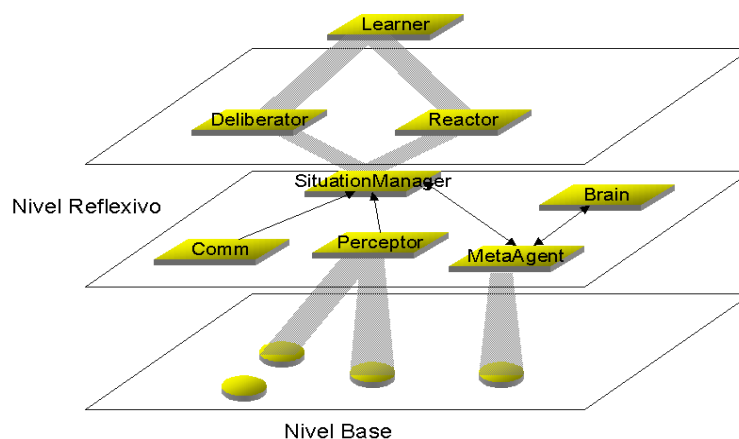 Learner
Deliberator
Reactor
SituationManager
Brain
Nivel Reflexivo
Comm
Perceptor
MetaAgent
Nivel Base